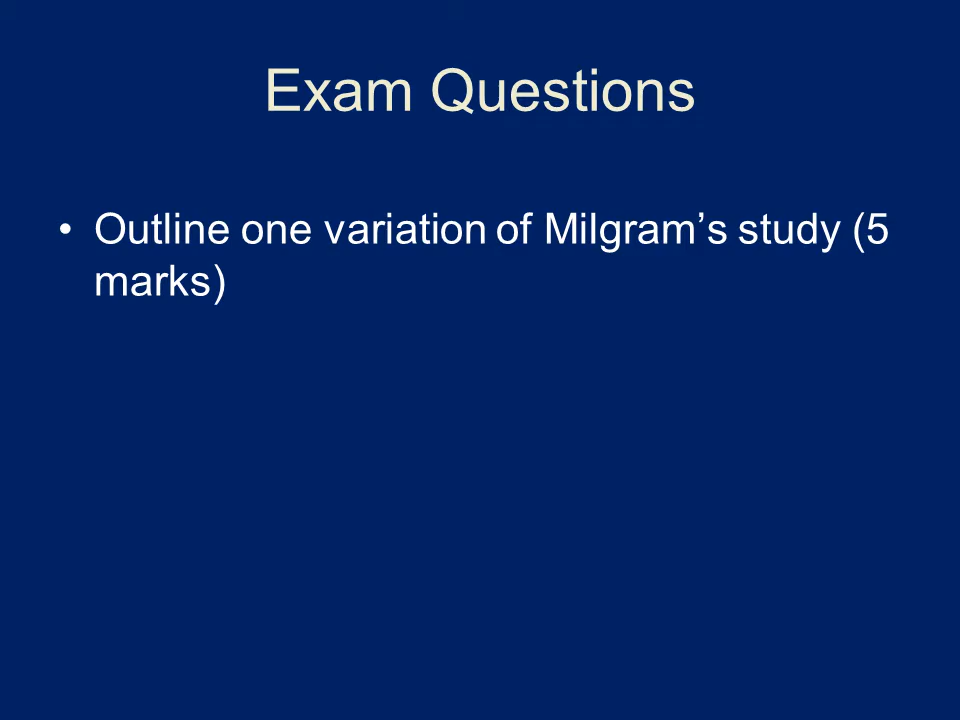 Exam Questions
• Outline one variation of Milgram’s study (5
marks)